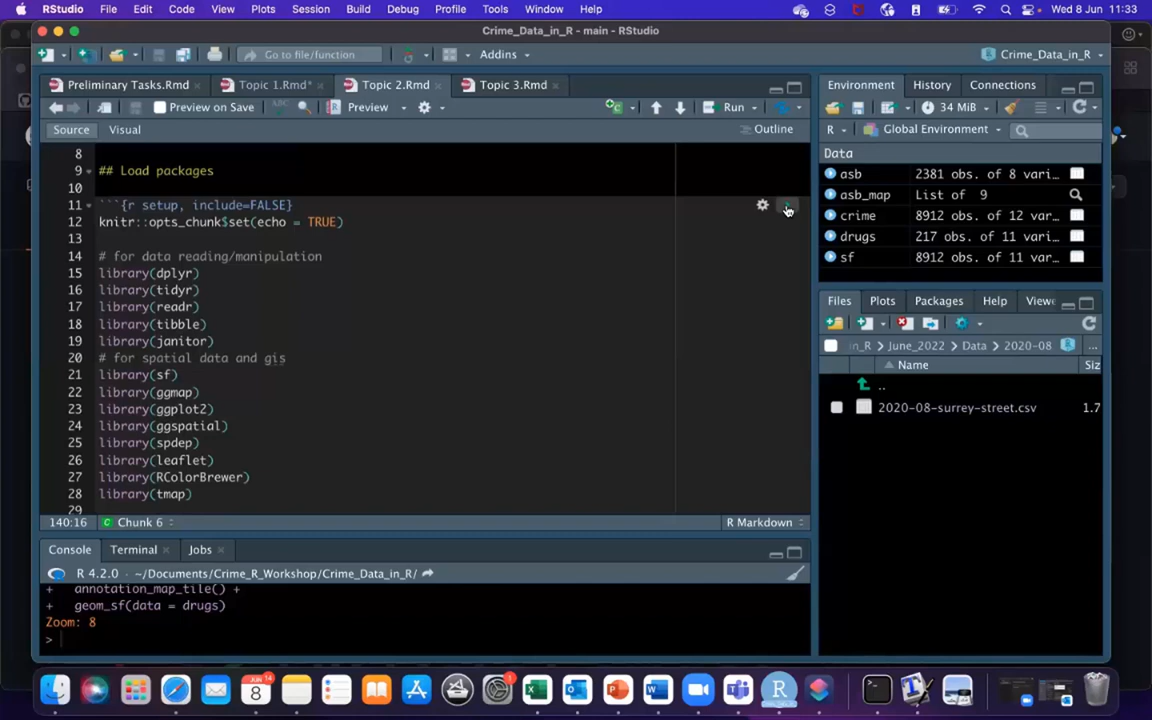 RStudio File Edit Code View Plots Session Build Debug Profile Tools Window Help Wed 8 Jun 11:33
Crime_Data_in_R - main - RStudio
Go to file/function Addins Crime_Data_in_R
Preliminary Tasks.Rmd Topic 1.Rmd* Topic 2.Rmd Topic 3.Rmd
Preview on Save Preview Run
Source Visual Outline
8
9 ## Load packages
10
11 ```{r setup, include=FALSE}
12 knitr::opts_chunk$set(echo = TRUE)
13
14 # for data reading/manipulation
15 library(dplyr)
16 library(tidyr)
17 library(readr)
18 library(tibble)
19 library(janitor)
20 # for spatial data and gis
21 library(sf)
22 library(ggmap)
23 library(ggplot2)
24 library(ggspatial)
25 library(spdep)
26 library(leaflet)
27 library(RColorBrewer)
28 library(tmap)
29
140:16 Chunk 6 R Markdown
Console Terminal Jobs
R 4.2.0 · ~/Documents/Crime_R_Workshop/Crime_Data_in_R/
+ annotation_map_tile() +
+ geom_sf(data = drugs)
Zoom: 8
>
Environment History Connections
34 MiB
R Global Environment
Data
asb 2381 obs. of 8 vari…
asb_map List of 9
crime 8912 obs. of 12 var…
drugs 217 obs. of 11 vari…
sf 8912 obs. of 11 var…
Files Plots Packages Help Viewe
in_R > June_2022 > Data > 2020-08 ...
Name Siz
..
2020-08-surrey-street.csv 1.7
JUN 14
8
1
Crime_Data_in_R